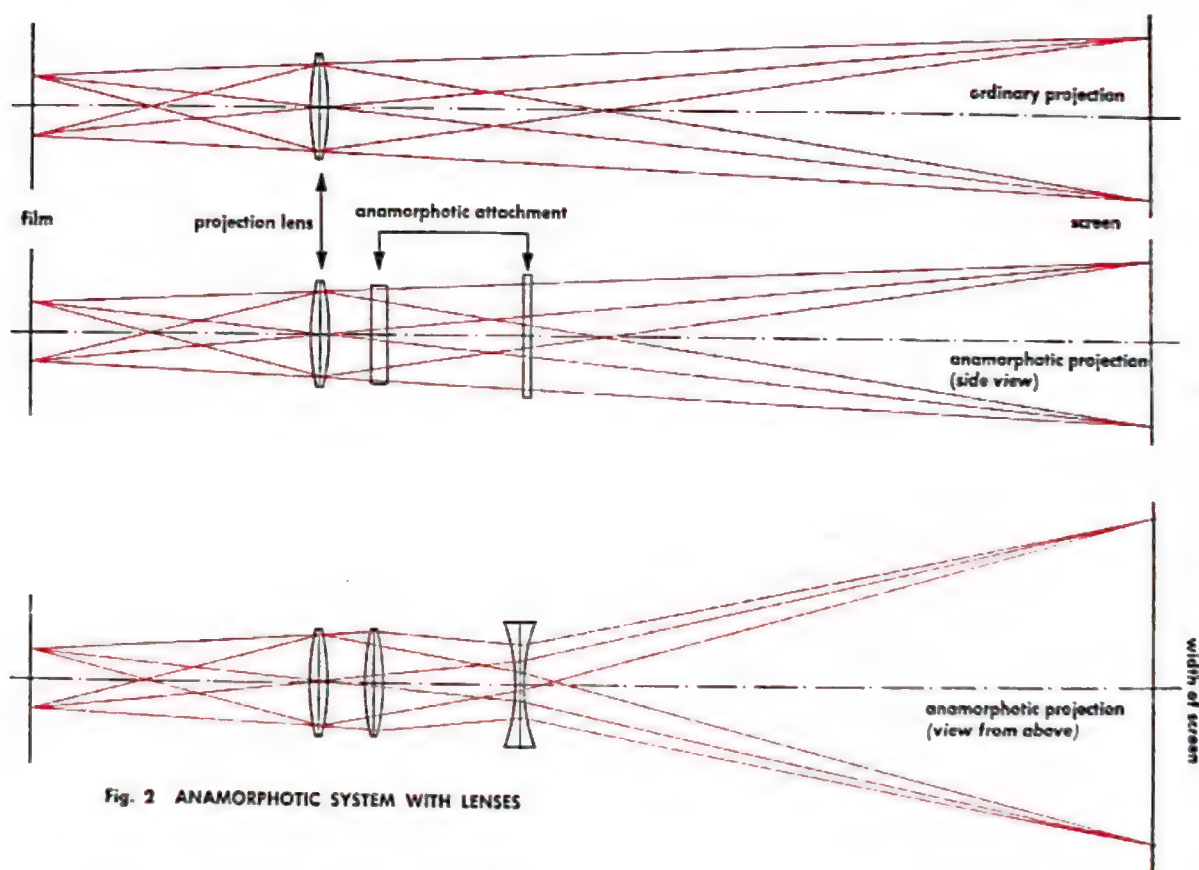 ordinary projection
film
projection lens
anamorphotic attachment
screen
anamorphotic projection
(side view)
anamorphotic projection
(view from above)
width of screen
Fig. 2 ANAMORPHOTIC SYSTEM WITH LENSES